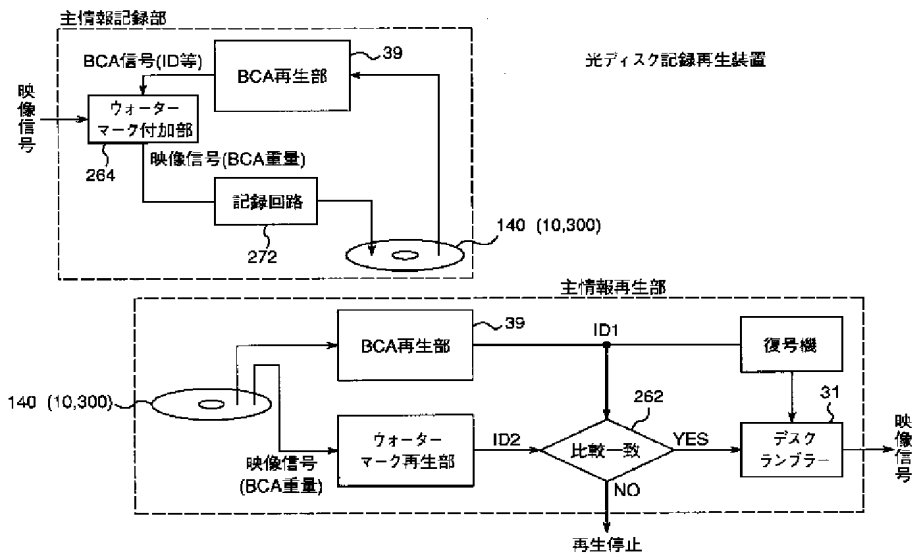 主情報記録部
BCA信号(ID等)
BCA再生部
39
光ディスク記録再生装置
映像信号
ウォーター
マーク付加部
264
映像信号(BCA重量)
記録回路
272
140 (10,300)
主情報再生部
BCA再生部
39
ID1
復号機
140 (10,300)
映像信号
(BCA重量)
ウォーター
マーク再生部
ID2
262
比較一致
YES
NO
31
デスク
ランブラー
映像信号
再生停止